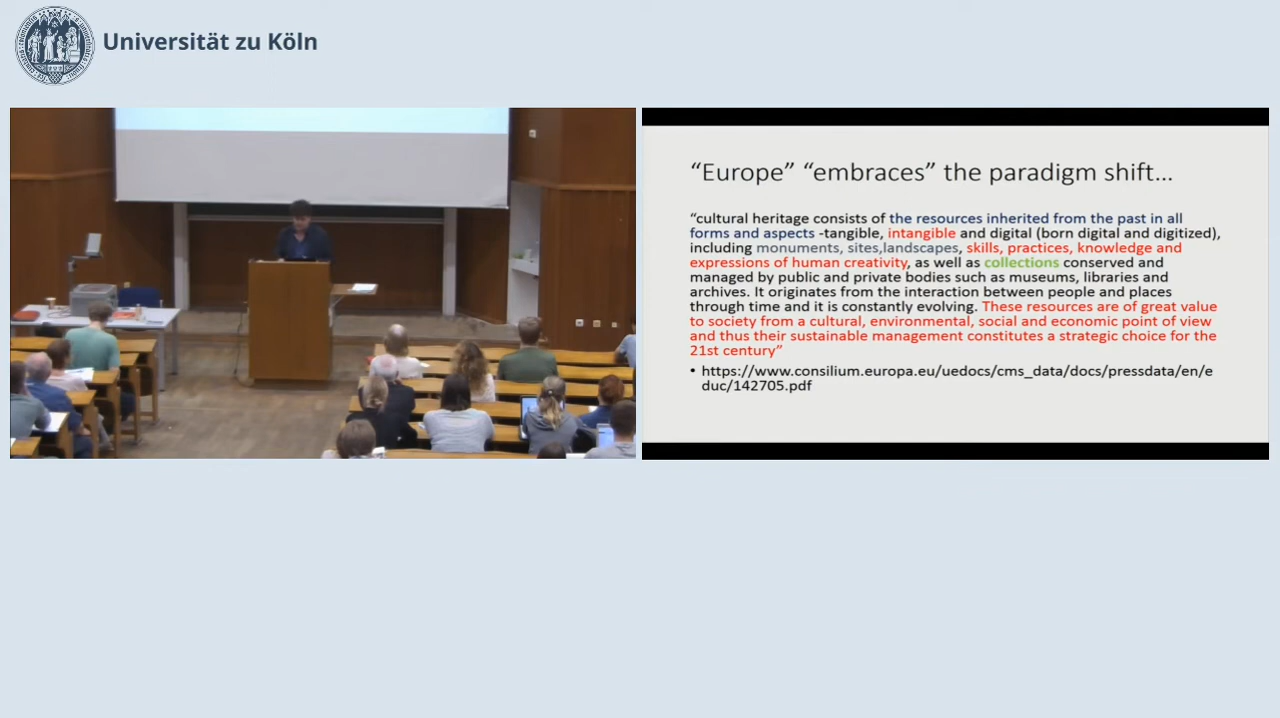 Universität zu Köln
“Europe” “embraces” the paradigm shift…
“cultural heritage consists of the resources inherited from the past in all
forms and aspects -tangible, intangible and digital (born digital and digitized),
including monuments, sites,landscapes, skills, practices, knowledge and
expressions of human creativity, as well as collections conserved and
managed by public and private bodies such as museums, libraries and
archives. It originates from the interaction between people and places
through time and it is constantly evolving. These resources are of great value
to society from a cultural, environmental, social and economic point of view
and thus their sustainable management constitutes a strategic choice for the
21st century”
• https://www.consilium.europa.eu/uedocs/cms_data/docs/pressdata/en/e
duc/142705.pdf